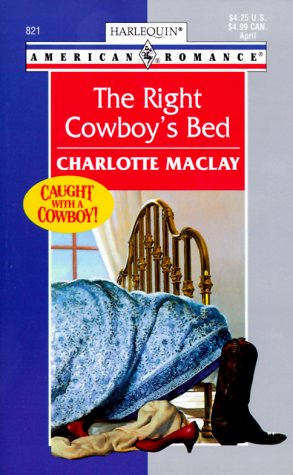 821
HARLEQUIN®
AMERICAN ROMANCE®
$4.25 U.S.
$4.99 CAN.
April
The Right
Cowboy's Bed
CHARLOTTE MACLAY
CAUGHT
WITH A
COWBOY!